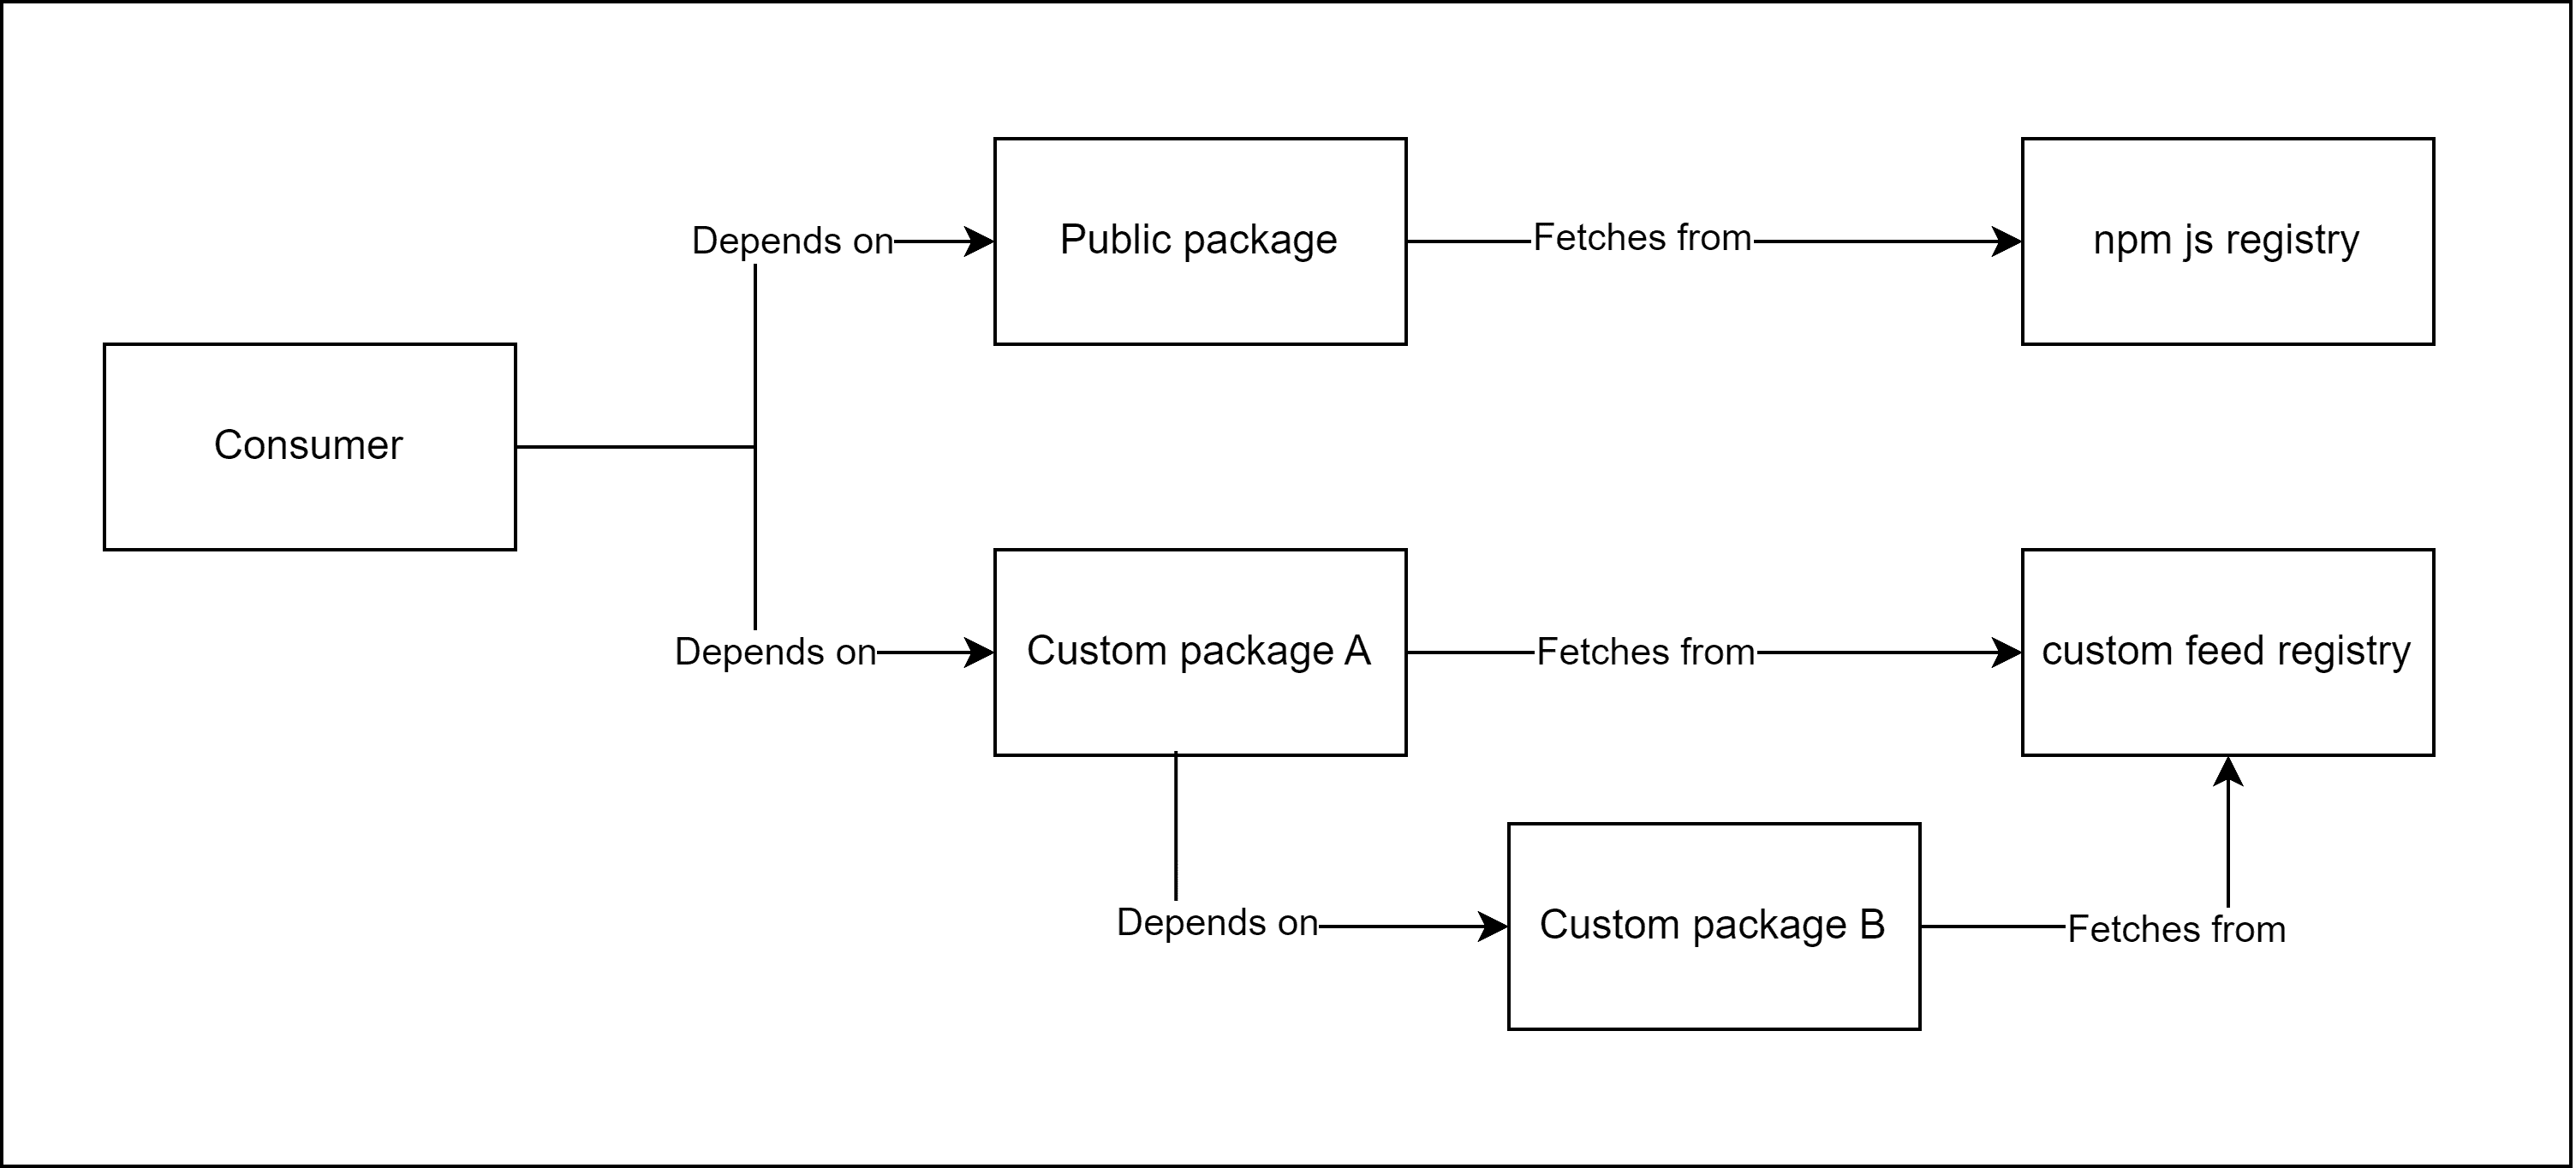 Depends on
Public package
Fetches from
npm js registry
Consumer
Depends on
Custom package A
Fetches from
custom feed registry
Depends on
Custom package B
Fetches from